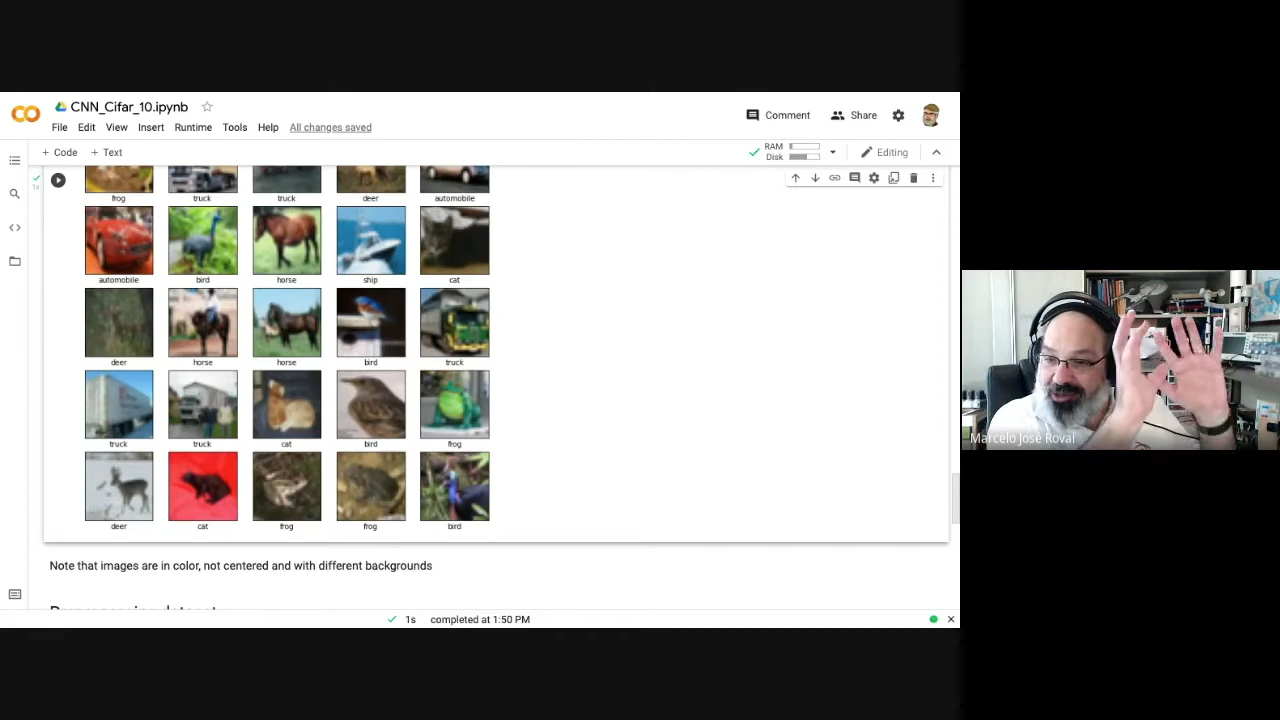 CNN_Cifar_10.ipynb
Comment
Share
File Edit View Insert Runtime Tools Help All changes saved
+ Code + Text
RAM
Disk
Editing
1s
frog truck truck deer automobile
automobile bird horse ship cat
deer horse horse bird truck
truck truck cat bird frog
deer cat frog frog bird
Note that images are in color, not centered and with different backgrounds
1s completed at 1:50 PM
Marcelo José Roval